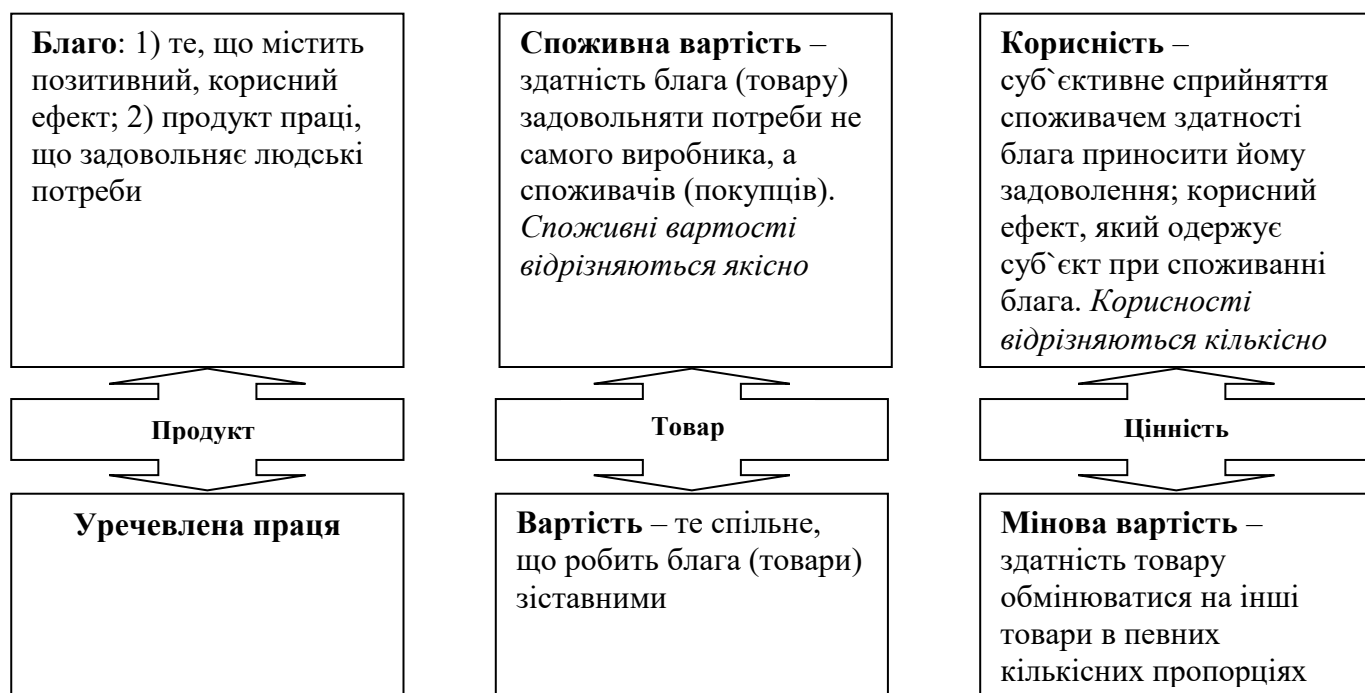 Благо: 1) те, що містить
позитивний, корисний
ефект; 2) продукт праці,
що задовольняє людські
потреби
Споживна вартість –
здатність блага (товару)
задовольняти потреби не
самого виробника, а
споживачів (покупців).
Споживні вартості
відрізняються якісно
Корисність –
суб`єктивне сприйняття
споживачем здатності
блага приносити йому
задоволення; корисний
ефект, який одержує
суб`єкт при споживанні
блага. Корисності
відрізняються кількісно
Продукт
Товар
Цінність
Уречевлена праця
Вартість – те спільне,
що робить блага (товари)
зіставними
Мінова вартість –
здатність товару
обмінюватися на інші
товари в певних
кількісних пропорціях